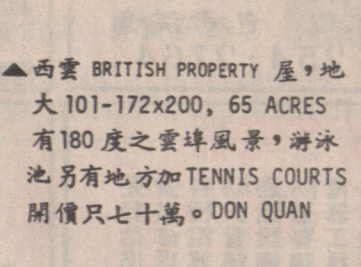 ▲西雲 BRITISH PROPERTY 屋，地
大 101-172x200, 65 ACRES
有180 度之雲埠風景，游泳
池另有地方加 TENNIS COURTS
開價只七十萬。DON QUAN